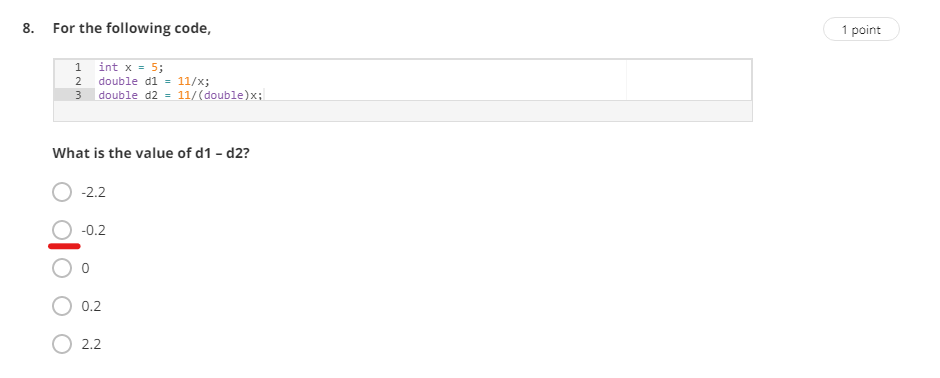 8. For the following code,
1 point
1 int x = 5;
2 double d1 = 11/x;
3 double d2 = 11/(double)x;
What is the value of d1 – d2?
-2.2
-0.2
0
0.2
2.2